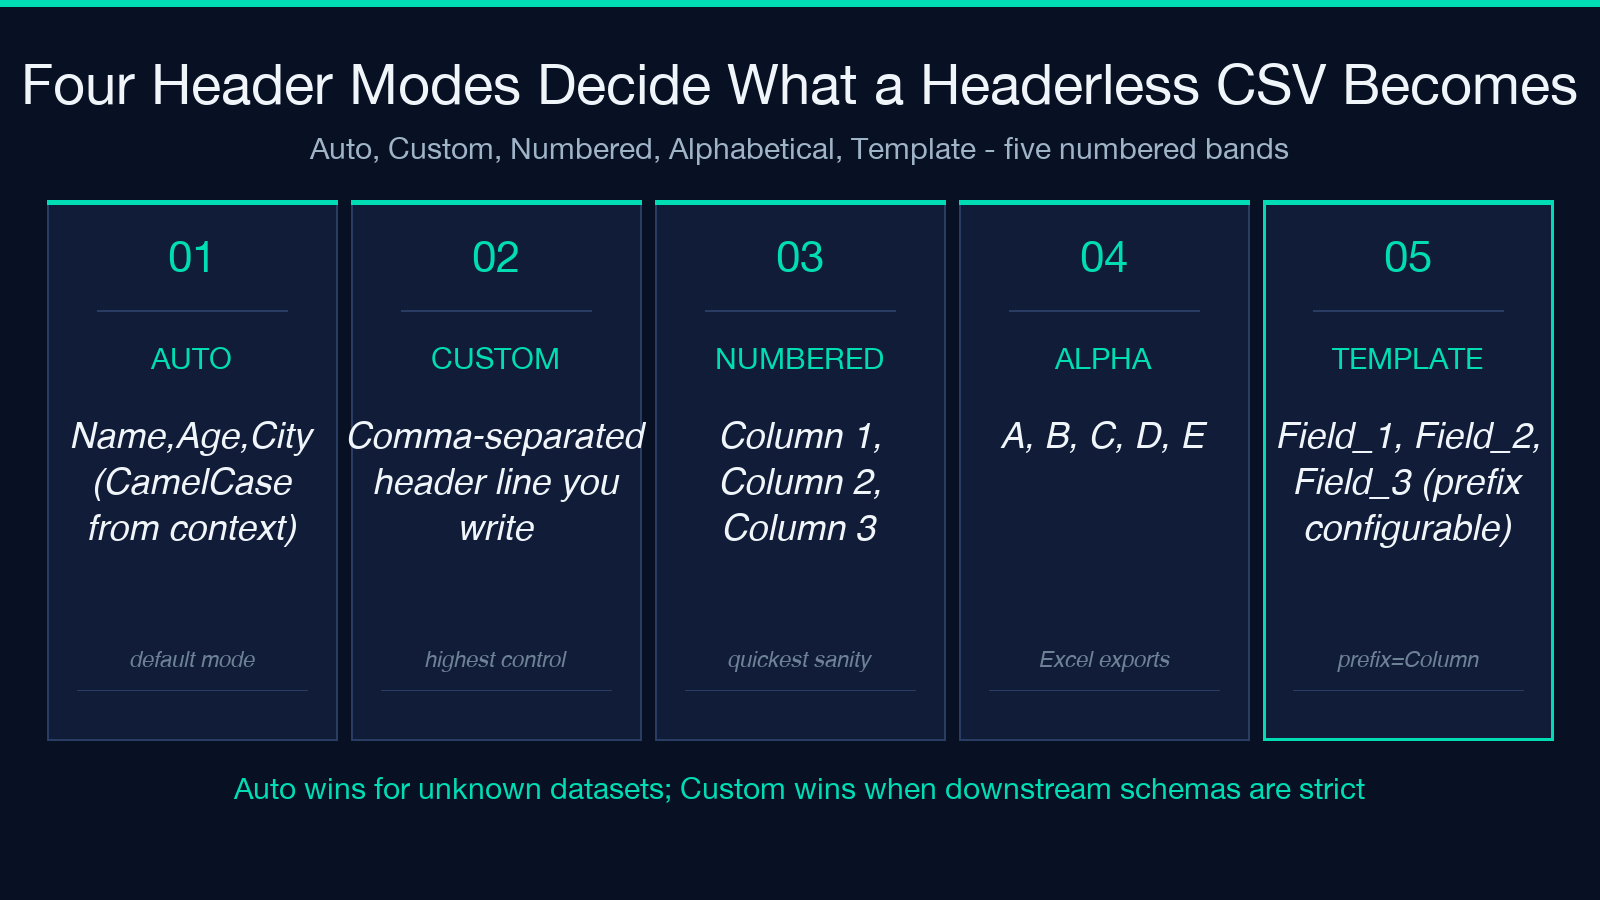 Four Header Modes Decide What a Headerless CSV Becomes
Auto, Custom, Numbered, Alphabetical, Template - five numbered bands
01
AUTO
Name,Age,City
(CamelCase
from context)
default mode
02
CUSTOM
Comma-separated
header line you
write
highest control
03
NUMBERED
Column 1,
Column 2,
Column 3
quickest sanity
04
ALPHA
A, B, C, D, E
Excel exports
05
TEMPLATE
Field_1, Field_2,
Field_3 (prefix
configurable)
prefix=Column
Auto wins for unknown datasets; Custom wins when downstream schemas are strict